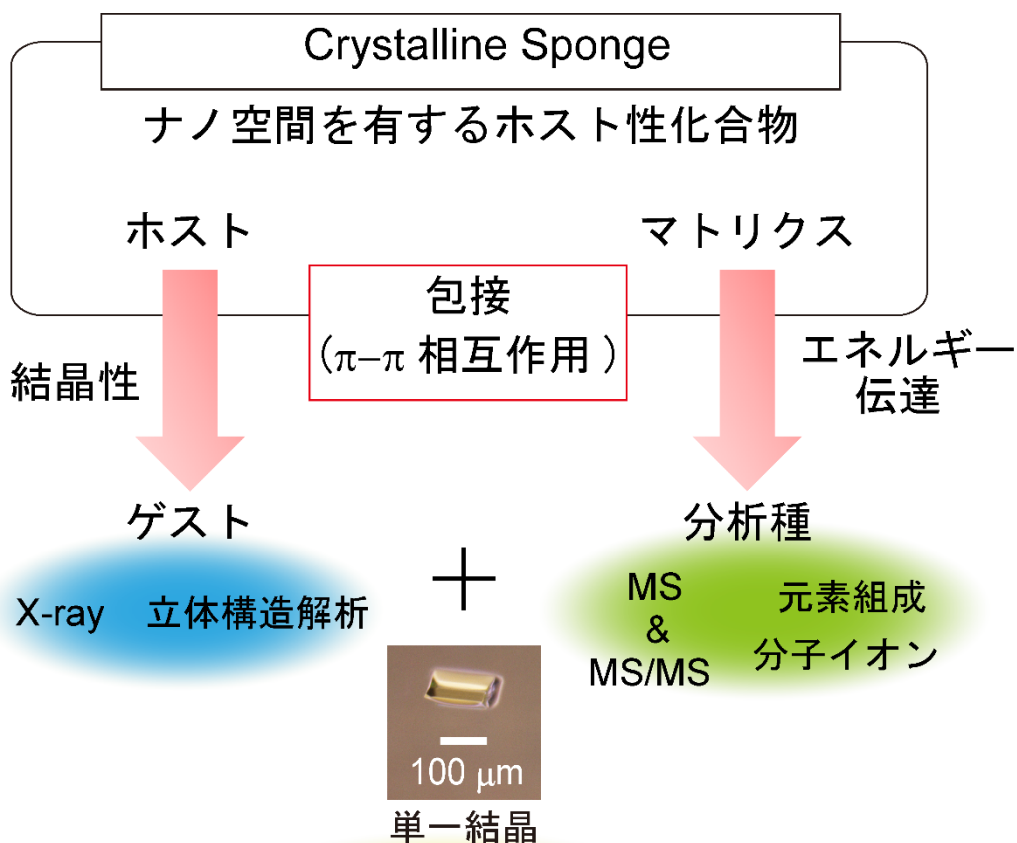 Crystalline Sponge
ナノ空間を有するホスト性化合物
ホスト
マトリクス
包接
(π−π 相互作用 )
結晶性
エネルギー
伝達
ゲスト
分析種
X-ray 立体構造解析
+
MS
&
MS/MS
元素組成
分子イオン
100 μm
単一結晶